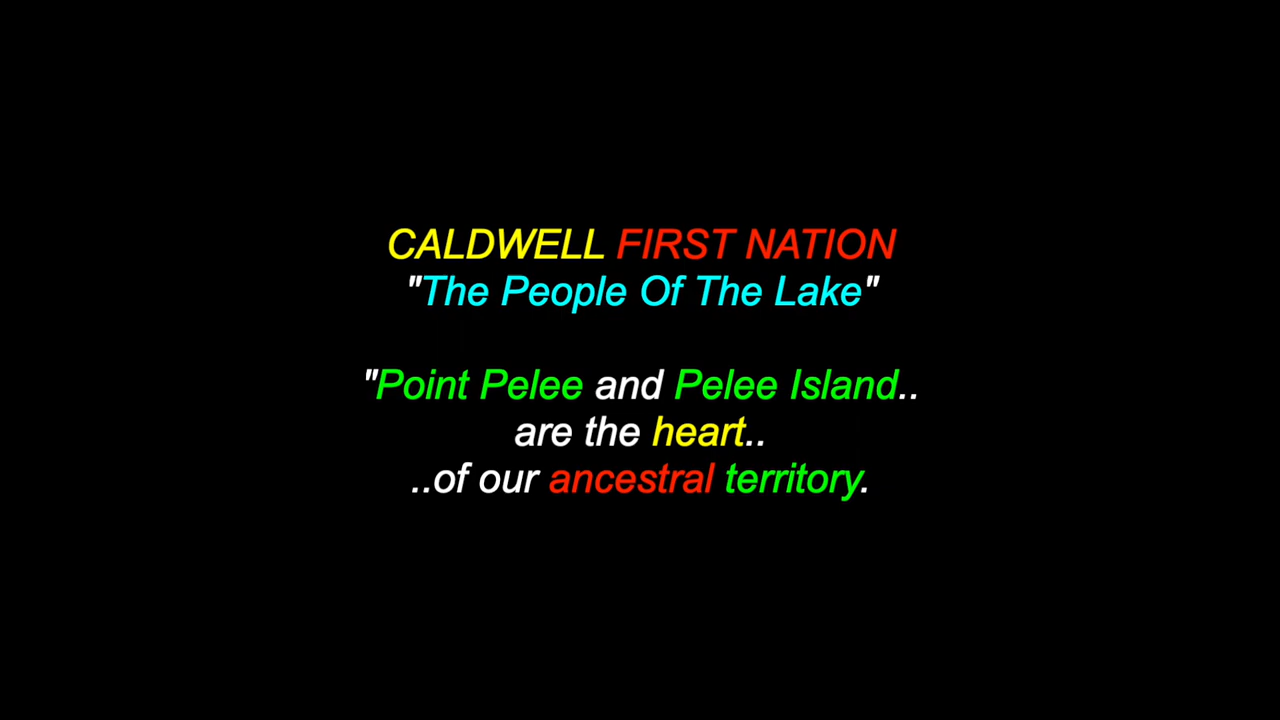 CALDWELL FIRST NATION
"The People Of The Lake"
"Point Pelee and Pelee Island..
are the heart..
..of our ancestral territory.